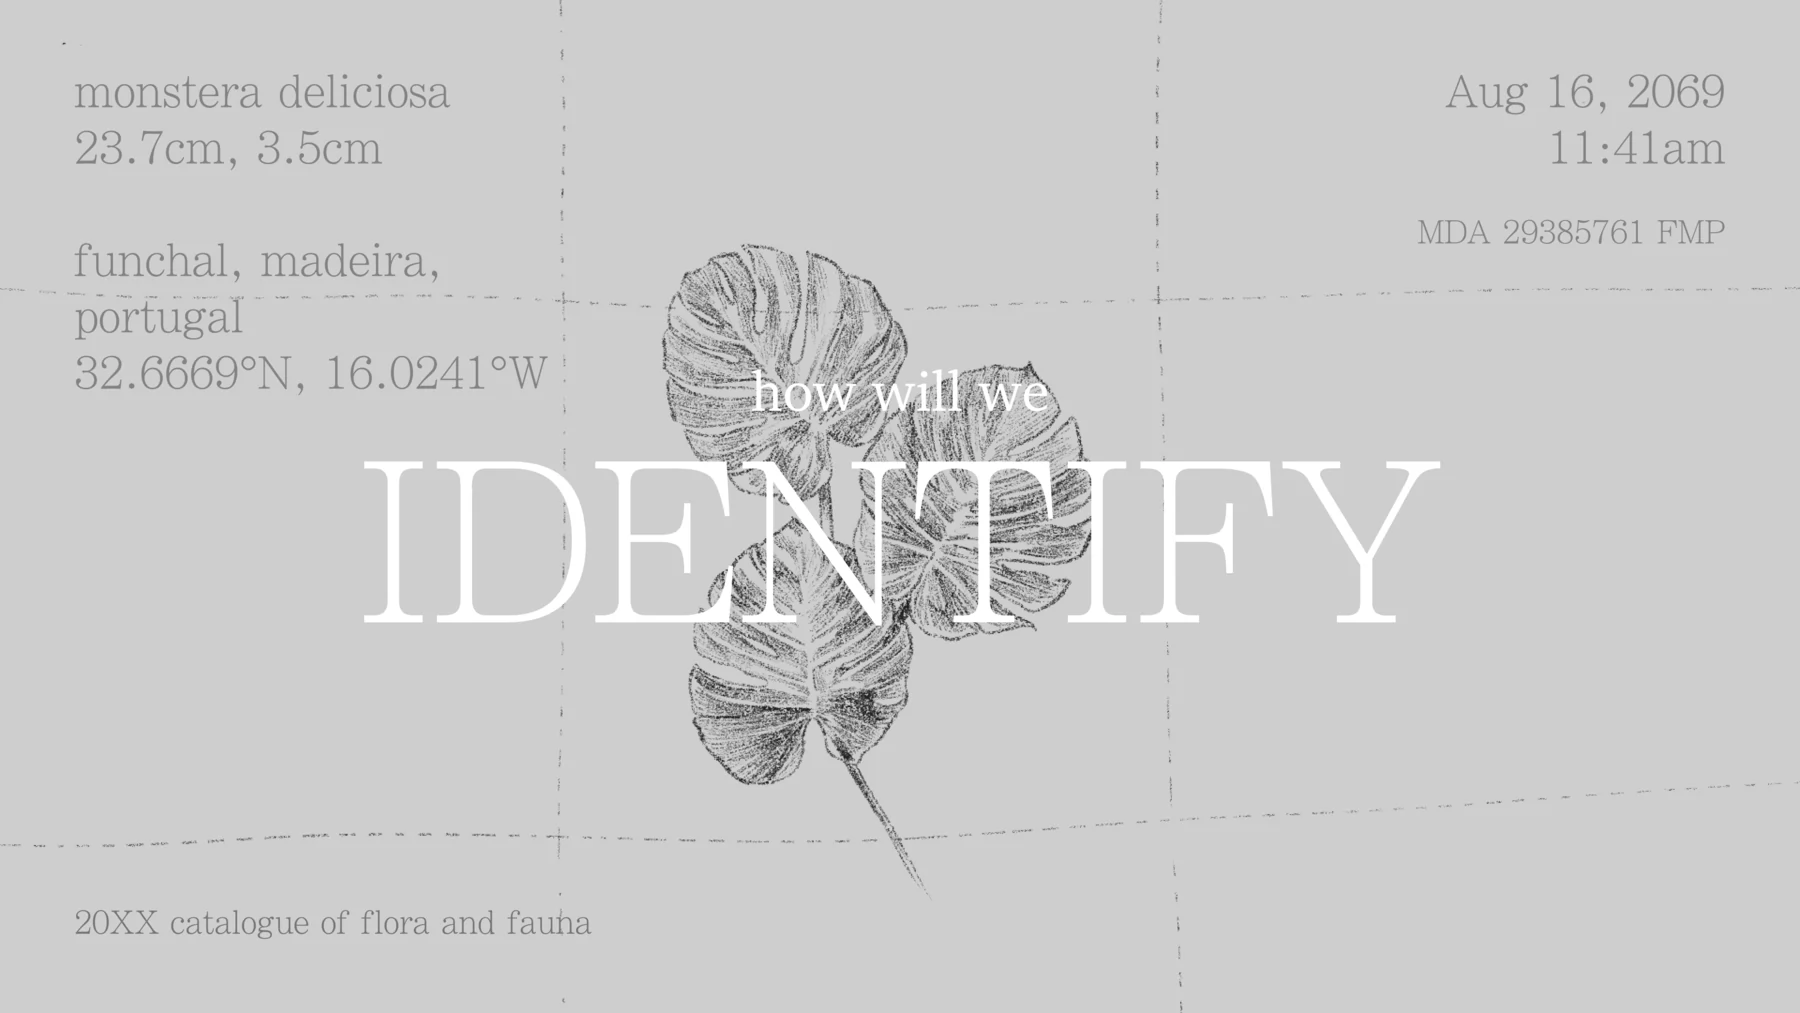 monstera deliciosa
23.7cm, 3.5cm
funchal, madeira,
portugal
32.6669°N, 16.0241°W
Aug 16, 2069
11:41am
MDA 29385761 FMP
how will we
IDENTIFY
20XX catalogue of flora and fauna